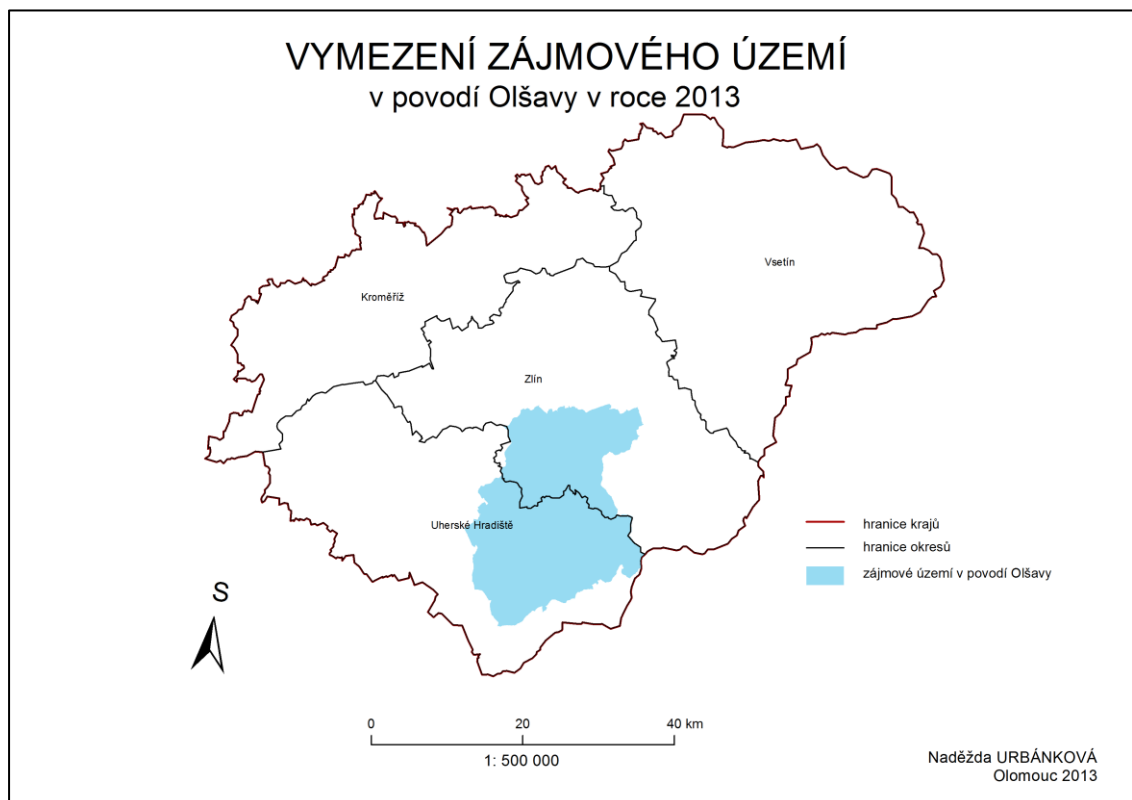 VYMEZENÍ ZÁJMOVÉHO ÚZEMÍ
v povodí Olšavy v roce 2013
Vsetín
Kroměříž
Zlín
Uherské Hradiště
hranice krajů
hranice okresů
zájmové území v povodí Olšavy
S
0 20 40 km
1: 500 000
Naděžda URBÁNKOVÁ
Olomouc 2013